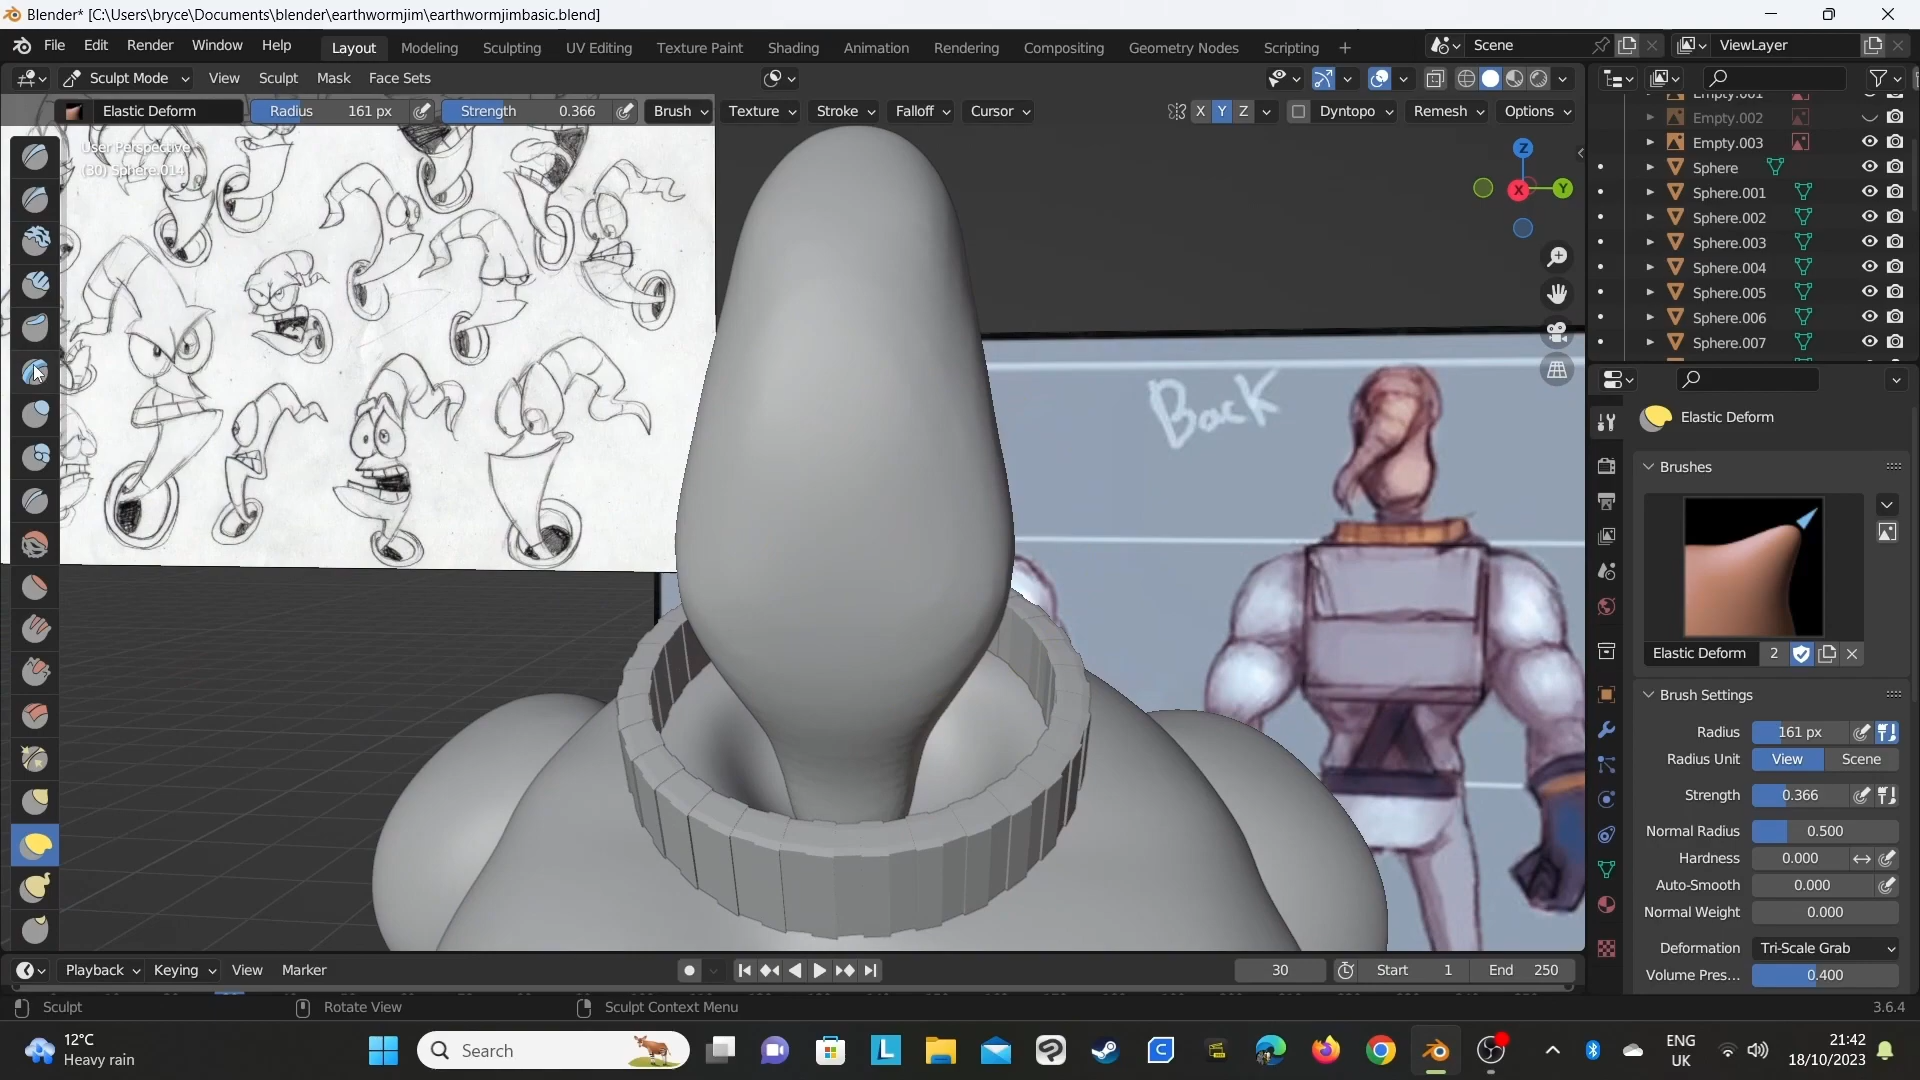 Blender* [C:\Users\bryce\Documents\blender\earthwormjim\earthwormjimbasic.blend]
File Edit Render Window Help Layout Modeling Sculpting UV Editing Texture Paint Shading Animation Rendering Compositing Geometry Nodes Scripting + Scene ViewLayer
Sculpt Mode View Sculpt Mask Face Sets
Elastic Deform Radius 161 px Strength 0.366 Brush Texture Stroke Falloff Cursor X Y Z Dyntopo Remesh Options
User Perspective
(30) Sphere.014
Z
X
Y
Back
Empty.001
Empty.002
Empty.003
Sphere
Sphere.001
Sphere.002
Sphere.003
Sphere.004
Sphere.005
Sphere.006
Sphere.007
Elastic Deform
Brushes
Elastic Deform 2
Brush Settings
Radius 161 px
Radius Unit View Scene
Strength 0.366
Normal Radius 0.500
Hardness 0.000
Auto-Smooth 0.000
Normal Weight 0.000
Deformation Tri-Scale Grab
Volume Pres... 0.400
Playback Keying View Marker 30 Start 1 End 250
Sculpt Rotate View Sculpt Context Menu 3.6.4
12°C
Heavy rain
Search
L
ENG
UK
21:42
18/10/2023